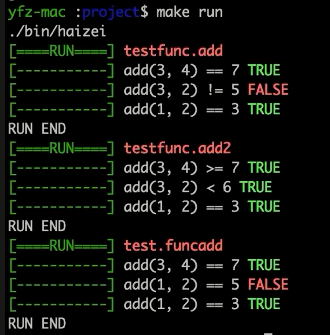 yfz-mac :project$ make run
./bin/haizei
[====RUN====] testfunc.add
[-----------] add(3, 4) == 7 TRUE
[-----------] add(3, 2) != 5 FALSE
[-----------] add(1, 2) == 3 TRUE
RUN END
[====RUN====] testfunc.add2
[-----------] add(3, 4) >= 7 TRUE
[-----------] add(3, 2) < 6 TRUE
[-----------] add(1, 2) == 3 TRUE
RUN END
[====RUN====] test.funcadd
[-----------] add(3, 4) == 7 TRUE
[-----------] add(1, 2) == 5 FALSE
[-----------] add(1, 2) == 3 TRUE
RUN END